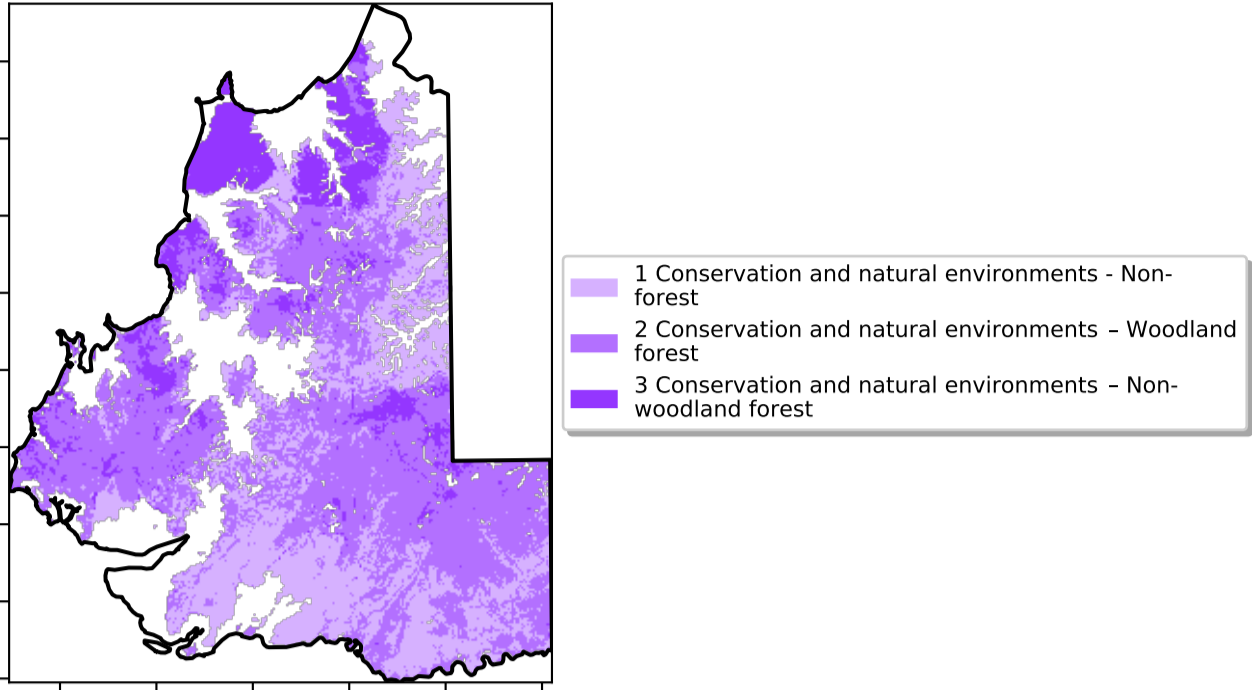 1 Conservation and natural environments - Non-
forest
2 Conservation and natural environments – Woodland
forest
3 Conservation and natural environments – Non-
woodland forest